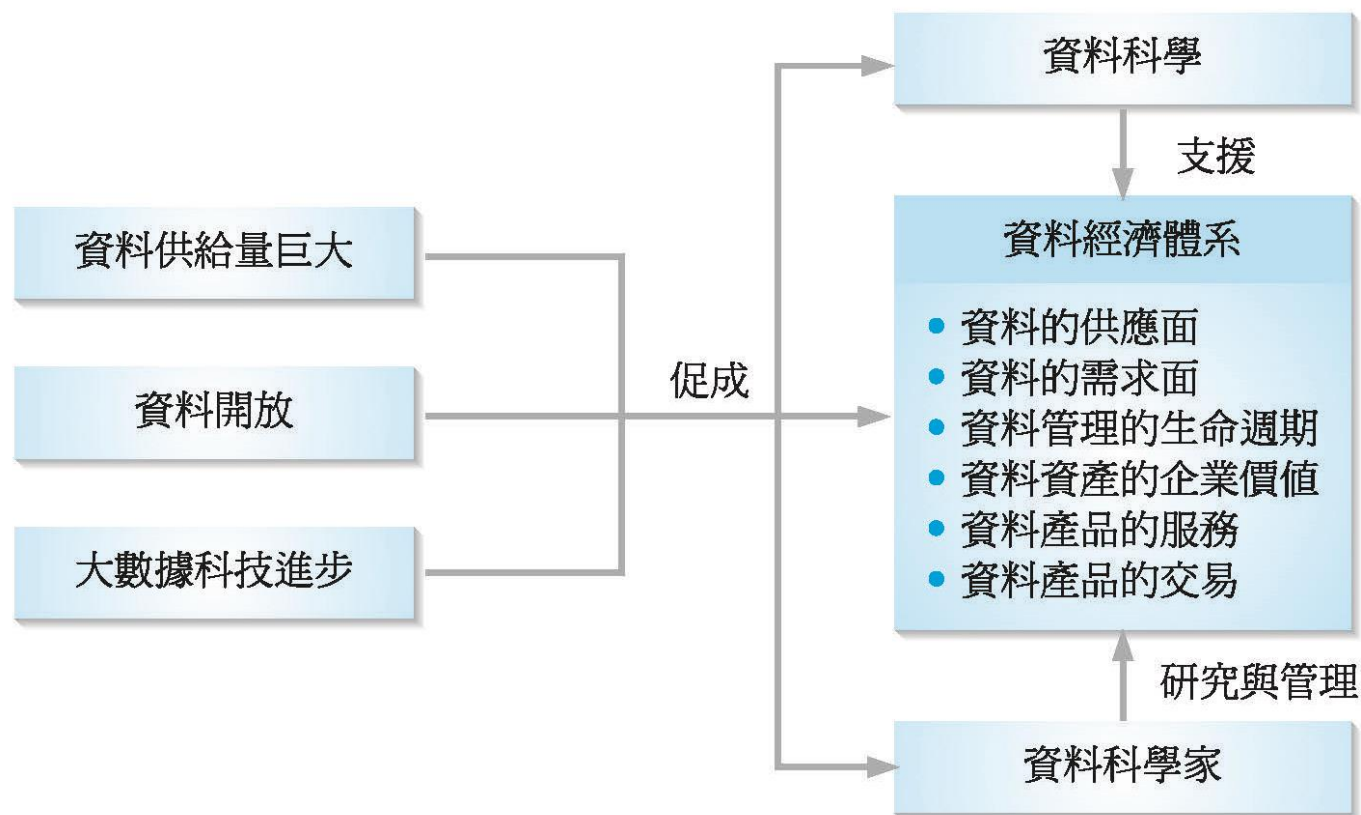 資料供給量巨大
資料開放
大數據科技進步
促成
資料科學
支援
資料經濟體系
• 資料的供應面
• 資料的需求面
• 資料管理的生命週期
• 資料資產的企業價值
• 資料產品的服務
• 資料產品的交易
研究與管理
資料科學家